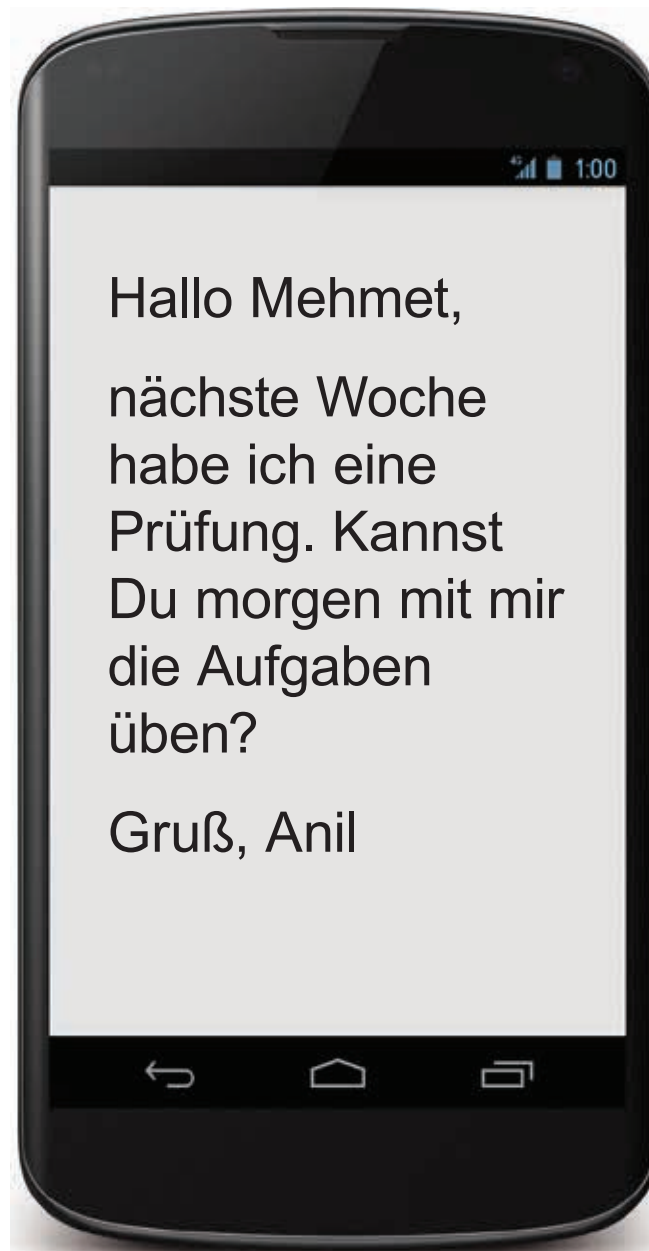 4G 1:00
Hallo Mehmet,
nächste Woche
habe ich eine
Prüfung. Kannst
Du morgen mit mir
die Aufgaben
üben?
Gruß, Anil